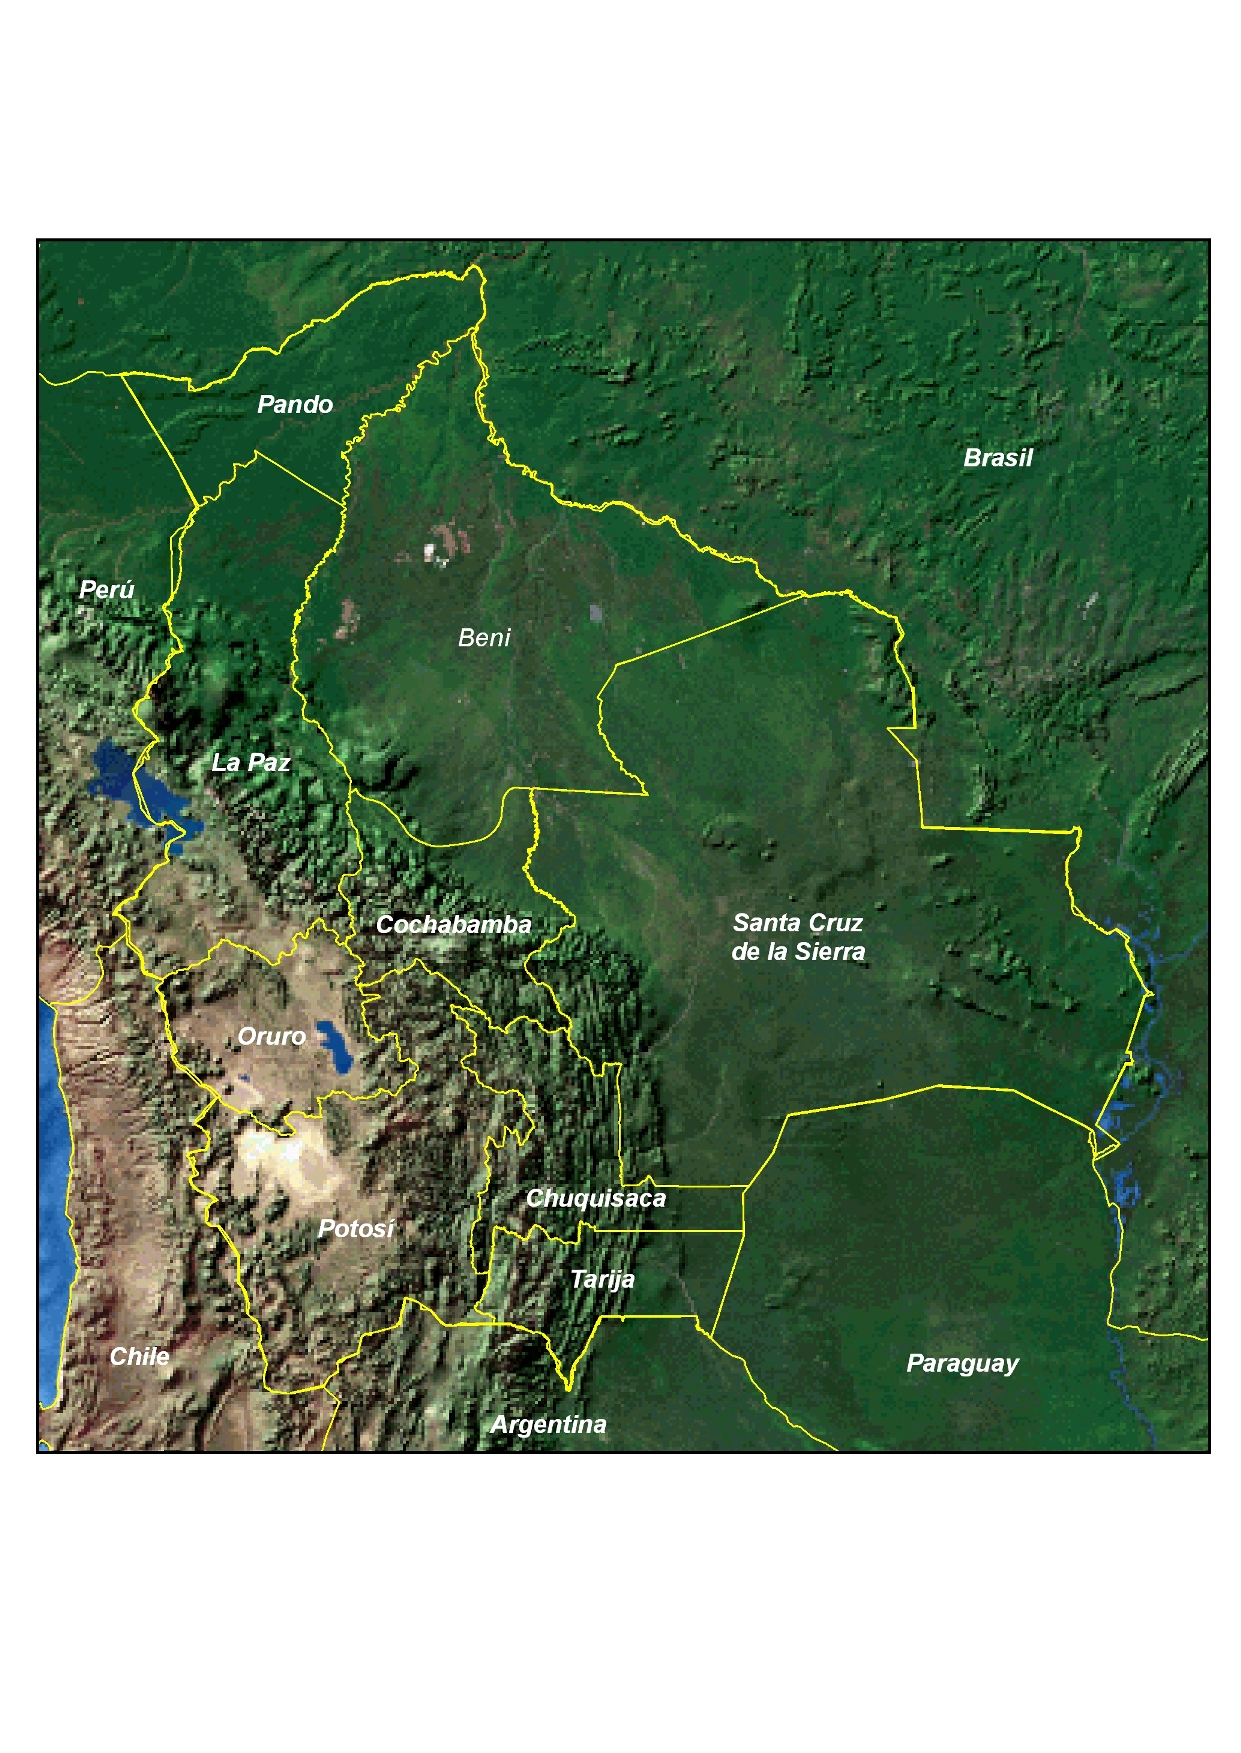 Pando
Brasil
Perú
Beni
La Paz
Cochabamba
Santa Cruz
de la Sierra
Oruro
Chuquisaca
Potosí
Tarija
Chile
Paraguay
Argentina